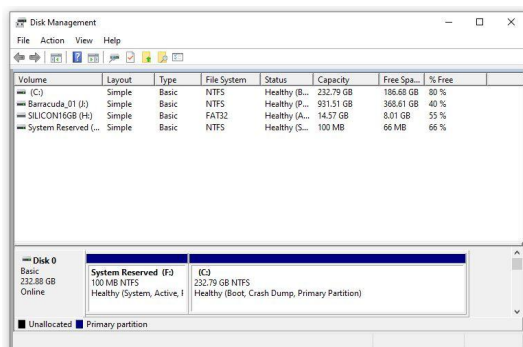 Disk Management
File Action View Help
Volume Layout Type File System Status Capacity Free Spa... % Free
(C:) Simple Basic NTFS Healthy (B... 232.79 GB 186.68 GB 80 %
Barracuda_01 (J:) Simple Basic NTFS Healthy (P... 931.51 GB 368.61 GB 40 %
SILICON16GB (H:) Simple Basic FAT32 Healthy (A... 14.57 GB 8.01 GB 55 %
System Reserved (... Simple Basic NTFS Healthy (S... 100 MB 66 MB 66 %
Disk 0
Basic
232.88 GB
Online
System Reserved (F:)
100 MB NTFS
Healthy (System, Active, F
(C:)
232.79 GB NTFS
Healthy (Boot, Crash Dump, Primary Partition)
Unallocated Primary partition